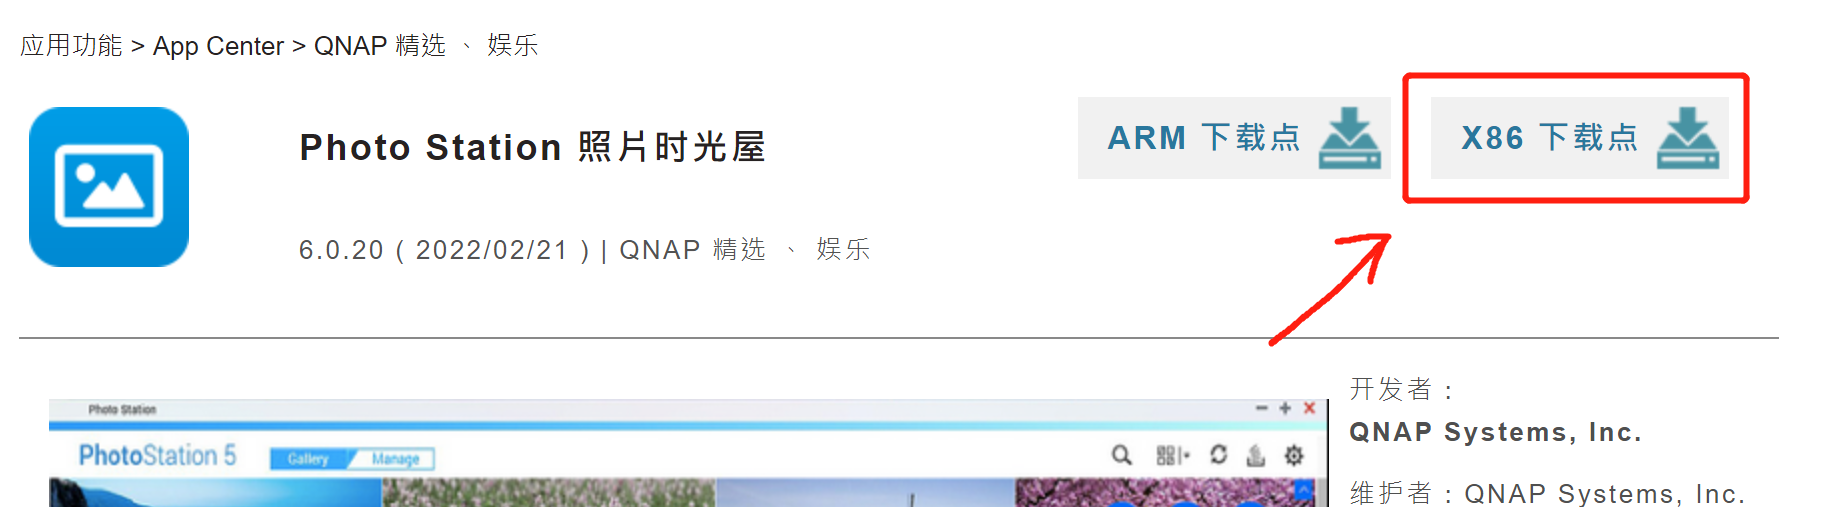 应用功能 > App Center > QNAP 精选 、 娱乐
ARM 下载点
X86 下载点
Photo Station 照片时光屋
6.0.20 ( 2022/02/21 ) | QNAP 精选 、 娱乐
Photo Station
PhotoStation 5
Gallery
Manage
开发者：
QNAP Systems, Inc.
维护者：QNAP Systems, Inc.